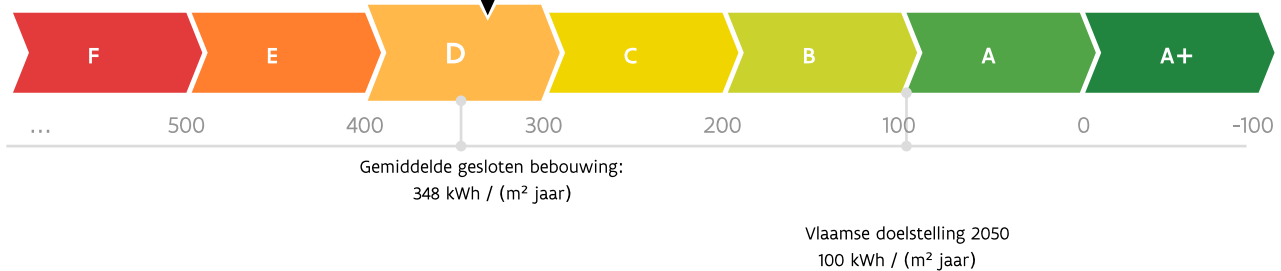 F E D C B A A+
... 500 400 300 200 100 0 -100
Gemiddelde gesloten bebouwing:
348 kWh / (m² jaar)
Vlaamse doelstelling 2050
100 kWh / (m² jaar)